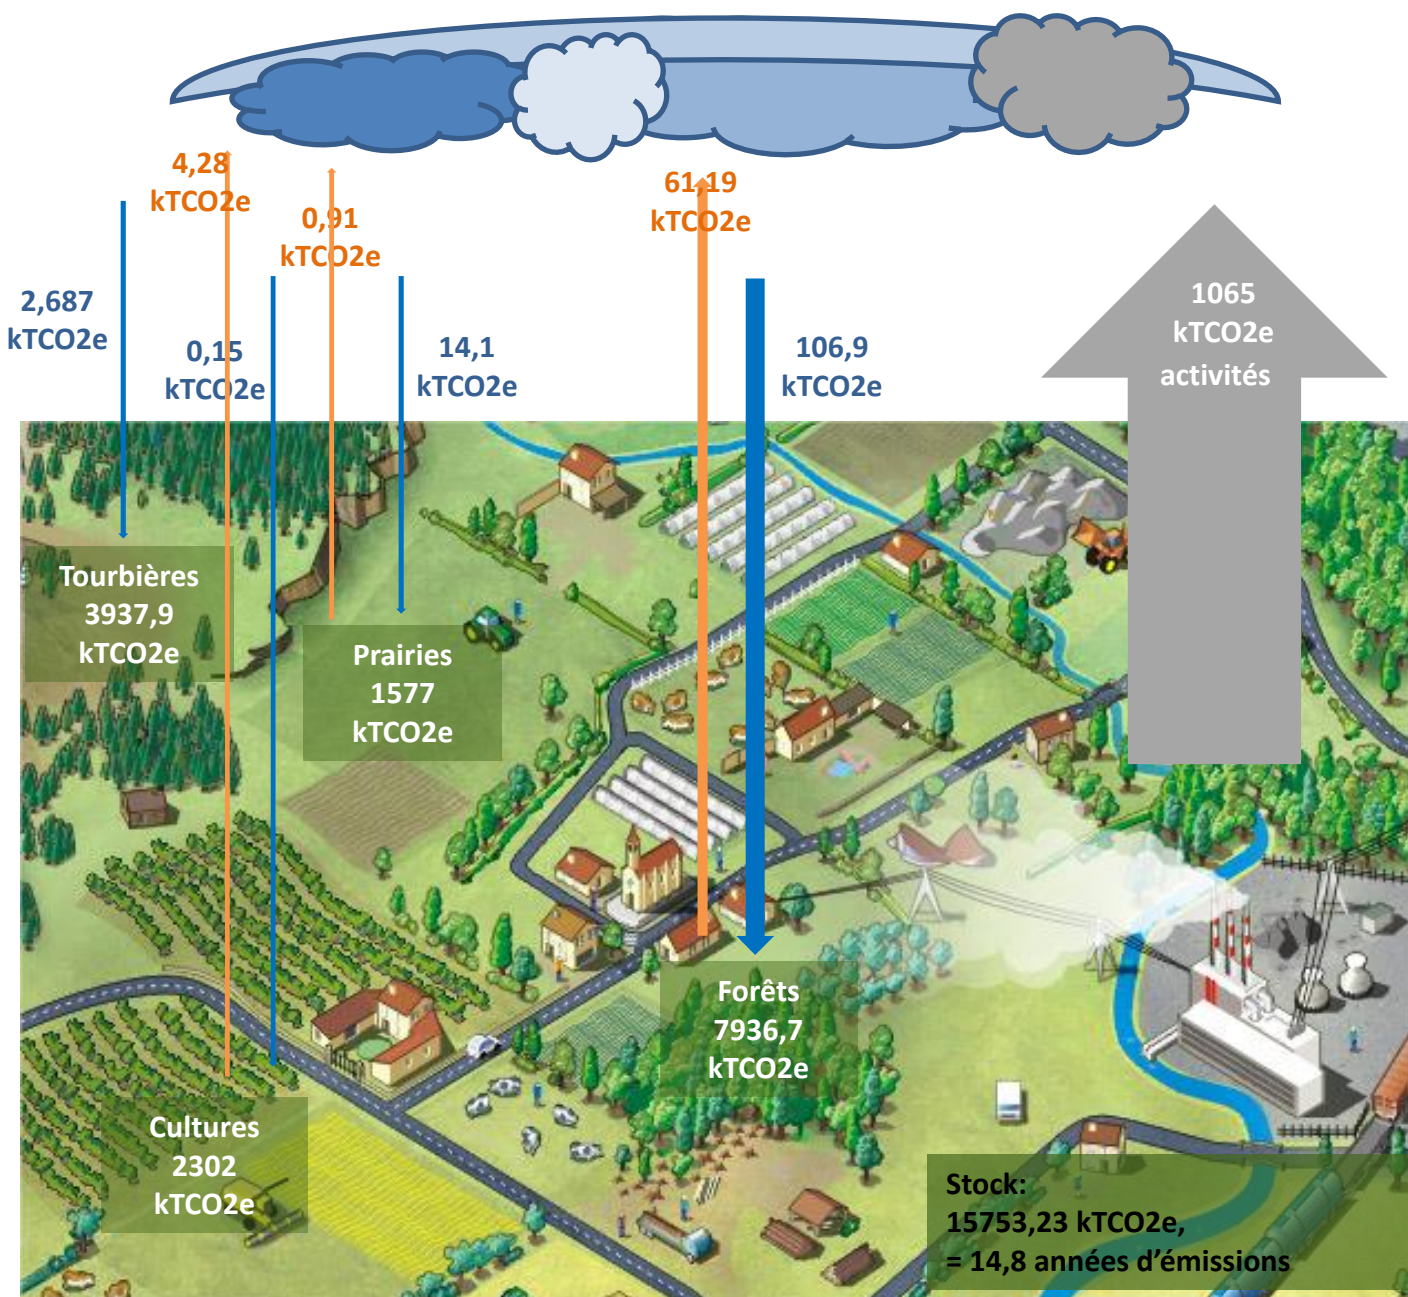 4,28
kTCO2e
0,91
kTCO2e
61,19
kTCO2e
2,687
kTCO2e
0,15
kTCO2e
14,1
kTCO2e
106,9
kTCO2e
1065
kTCO2e
activités
Tourbières
3937,9
kTCO2e
Prairies
1577
kTCO2e
Forêts
7936,7
kTCO2e
Cultures
2302
kTCO2e
Stock:
15753,23 kTCO2e,
= 14,8 années d’émissions